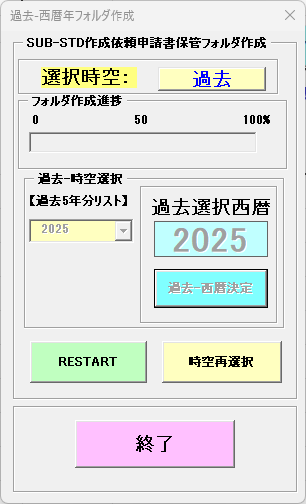 過去-西暦年フォルダ作成
SUB-STD作成依頼申請書保管フォルダ作成
選択時空: 過去
フォルダ作成進捗
0 50 100%
過去-時空選択
【過去5年分リスト】
2025
過去選択西暦
2025
過去-西暦決定
RESTART 時空再選択
終了